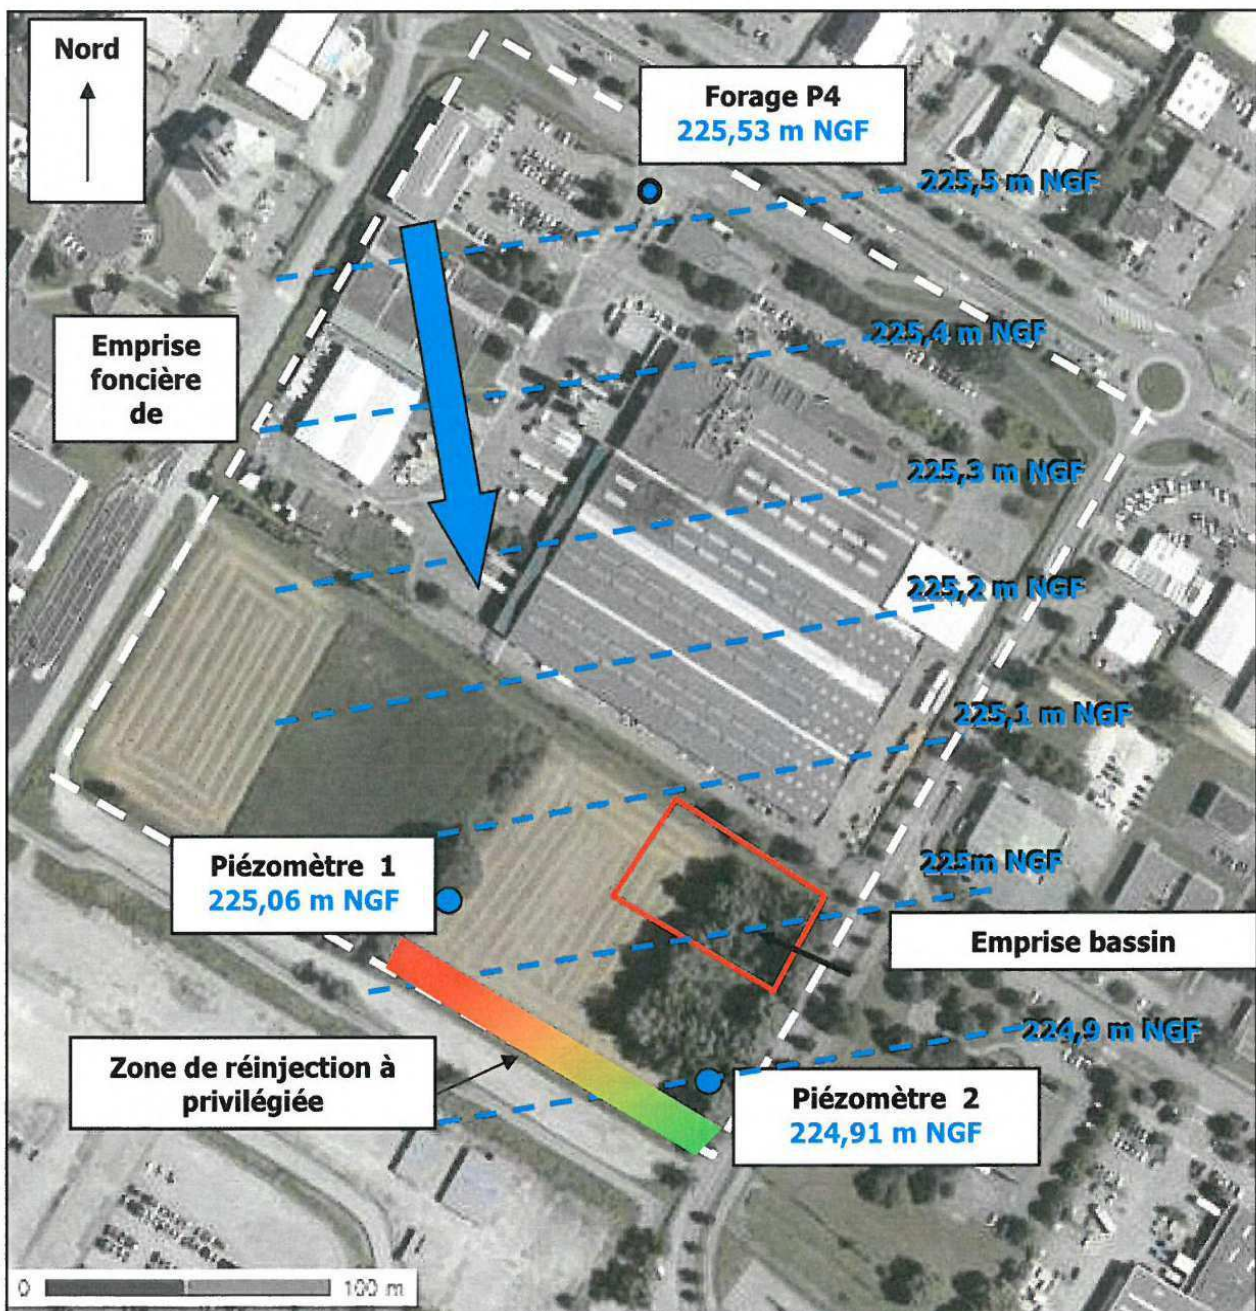 Nord
Forage P4
225,53 m NGF
225,5 m NGF
Emprise
foncière
de
225,4 m NGF
225,3 m NGF
225,2 m NGF
225,1 m NGF
Piézomètre 1
225,06 m NGF
225m NGF
Emprise bassin
224,9 m NGF
Zone de réinjection à
privilégiée
Piézomètre 2
224,91 m NGF
0 100 m